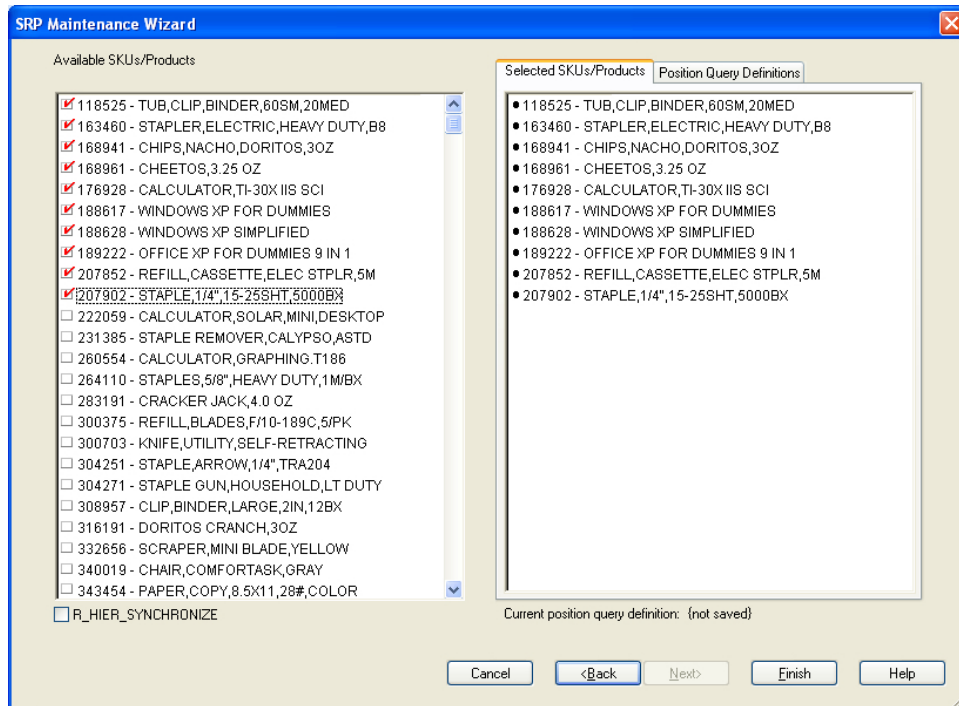 SRP Maintenance Wizard
Available SKUs/Products
118525 - TUB,CLIP,BINDER,60SM,20MED
163460 - STAPLER,ELECTRIC,HEAVY DUTY,B8
168941 - CHIPS,NACHO,DORITOS,3OZ
168961 - CHEETOS,3.25 OZ
176928 - CALCULATOR,TI-30X IIS SCI
188617 - WINDOWS XP FOR DUMMIES
188628 - WINDOWS XP SIMPLIFIED
189222 - OFFICE XP FOR DUMMIES 9 IN 1
207852 - REFILL,CASSETTE,ELEC STPLR,5M
207902 - STAPLE,1/4",15-25SHT,5000BX
222059 - CALCULATOR,SOLAR,MINI,DESKTOP
231385 - STAPLE REMOVER,CALYPSO,ASTD
260554 - CALCULATOR,GRAPHING.T186
264110 - STAPLES,5/8",HEAVY DUTY,1M/BX
283191 - CRACKER JACK,4.0 OZ
300375 - REFILL,BLADES,F/10-189C,5/PK
300703 - KNIFE,UTILITY,SELF-RETRACTING
304251 - STAPLE,ARROW,1/4",TRA204
304271 - STAPLE GUN,HOUSEHOLD,LT DUTY
308957 - CLIP,BINDER,LARGE,2IN,12BX
316191 - DORITOS CRANCH,3OZ
332656 - SCRAPER,MINI BLADE,YELLOW
340019 - CHAIR,COMFORTASK,GRAY
343454 - PAPER,COPY,8.5X11,28#,COLOR
R_HIER_SYNCHRONIZE
Selected SKUs/Products
Position Query Definitions
118525 - TUB,CLIP,BINDER,60SM,20MED
163460 - STAPLER,ELECTRIC,HEAVY DUTY,B8
168941 - CHIPS,NACHO,DORITOS,3OZ
168961 - CHEETOS,3.25 OZ
176928 - CALCULATOR,TI-30X IIS SCI
188617 - WINDOWS XP FOR DUMMIES
188628 - WINDOWS XP SIMPLIFIED
189222 - OFFICE XP FOR DUMMIES 9 IN 1
207852 - REFILL,CASSETTE,ELEC STPLR,5M
207902 - STAPLE,1/4",15-25SHT,5000BX
Current position query definition: {not saved}
Cancel
<Back
Next>
Finish
Help